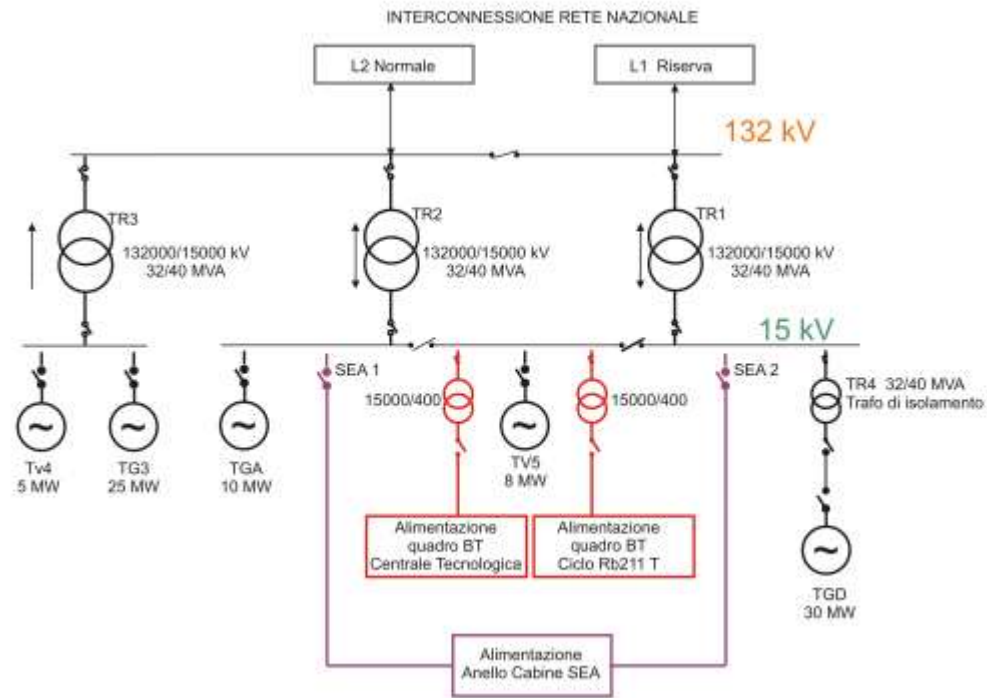 INTERCONNESSIONE RETE NAZIONALE
L2 Normale
L1 Riserva
132 kV
TR3
132000/15000 kV
32/40 MVA
TR2
132000/15000 kV
32/40 MVA
TR1
132000/15000 kV
32/40 MVA
15 kV
SEA 1
15000/400
15000/400
SEA 2
TR4 32/40 MVA
Trafo di isolamento
Tv4
5 MW
TG3
25 MW
TGA
10 MW
TV5
8 MW
Alimentazione
quadro BT
Centrale Tecnologica
Alimentazione
quadro BT
Ciclo Rb211 T
TGD
30 MW
Alimentazione
Anello Cabine SEA